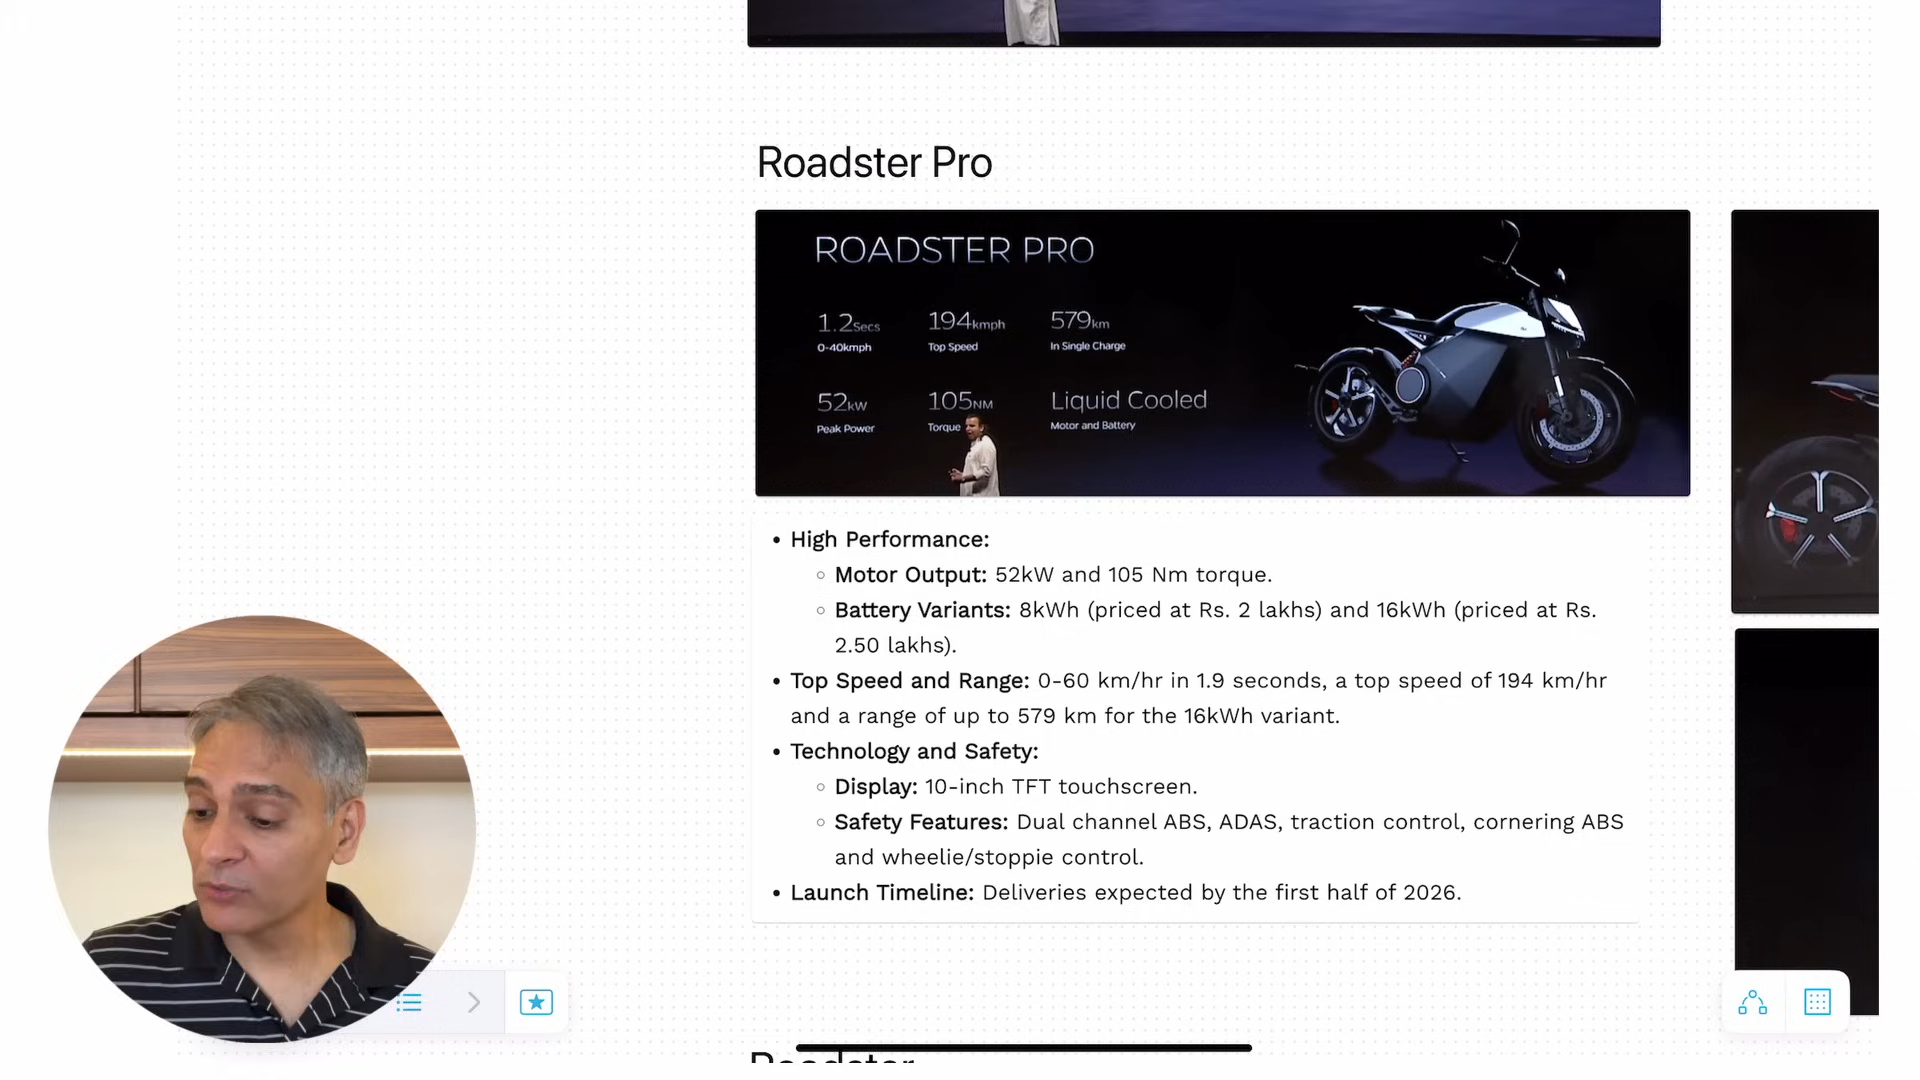 Roadster Pro
ROADSTER PRO
1.2Secs
0-40kmph
194kmph
Top Speed
579km
In Single Charge
52kW
Peak Power
105NM
Torque
Liquid Cooled
Motor and Battery
• High Performance:
○ Motor Output: 52kW and 105 Nm torque.
○ Battery Variants: 8kWh (priced at Rs. 2 lakhs) and 16kWh (priced at Rs.
2.50 lakhs).
• Top Speed and Range: 0-60 km/hr in 1.9 seconds, a top speed of 194 km/hr
and a range of up to 579 km for the 16kWh variant.
• Technology and Safety:
○ Display: 10-inch TFT touchscreen.
○ Safety Features: Dual channel ABS, ADAS, traction control, cornering ABS
and wheelie/stoppie control.
• Launch Timeline: Deliveries expected by the first half of 2026.
Roadster